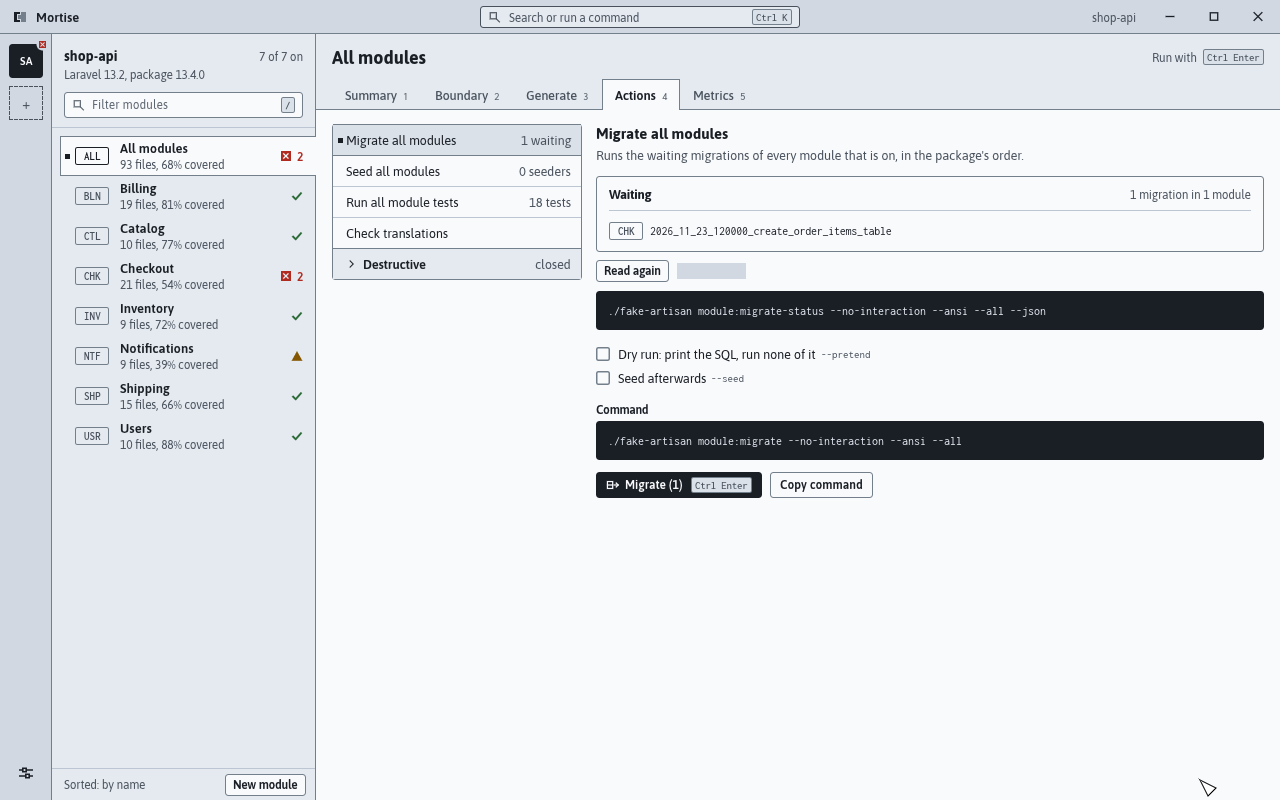 Mortise
Search or run a command Ctrl K
shop-api
SA
+
shop-api 7 of 7 on
Laravel 13.2, package 13.4.0
Filter modules /
ALL All modules 93 files, 68% covered 2
BLN Billing 19 files, 81% covered
CTL Catalog 10 files, 77% covered
CHK Checkout 21 files, 54% covered 2
INV Inventory 9 files, 72% covered
NTF Notifications 9 files, 39% covered
SHP Shipping 15 files, 66% covered
USR Users 10 files, 88% covered
Sorted: by name New module
All modules
Run with Ctrl Enter
Summary 1 Boundary 2 Generate 3 Actions 4 Metrics 5
Migrate all modules 1 waiting
Seed all modules 0 seeders
Run all module tests 18 tests
Check translations
Destructive closed
Migrate all modules
Runs the waiting migrations of every module that is on, in the package's order.
Waiting 1 migration in 1 module
CHK 2026_11_23_120000_create_order_items_table
Read again
./fake-artisan module:migrate-status --no-interaction --ansi --all --json
Dry run: print the SQL, run none of it --pretend
Seed afterwards --seed
Command
./fake-artisan module:migrate --no-interaction --ansi --all
Migrate (1) Ctrl Enter Copy command